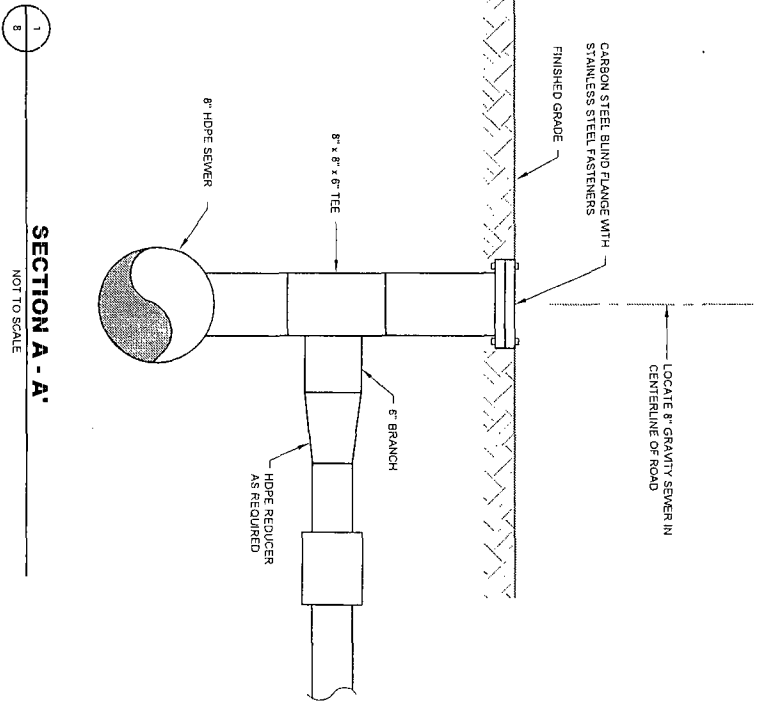 LOCATE 8" GRAVITY SEWER IN
CENTERLINE OF ROAD
CARBON STEEL BLIND FLANGE WITH
STAINLESS STEEL FASTENERS
FINISHED GRADE
8" x 8" x 6" TEE
6" BRANCH
8" HDPE SEWER
HDPE REDUCER
AS REQUIRED
1
8
SECTION A - A'
NOT TO SCALE